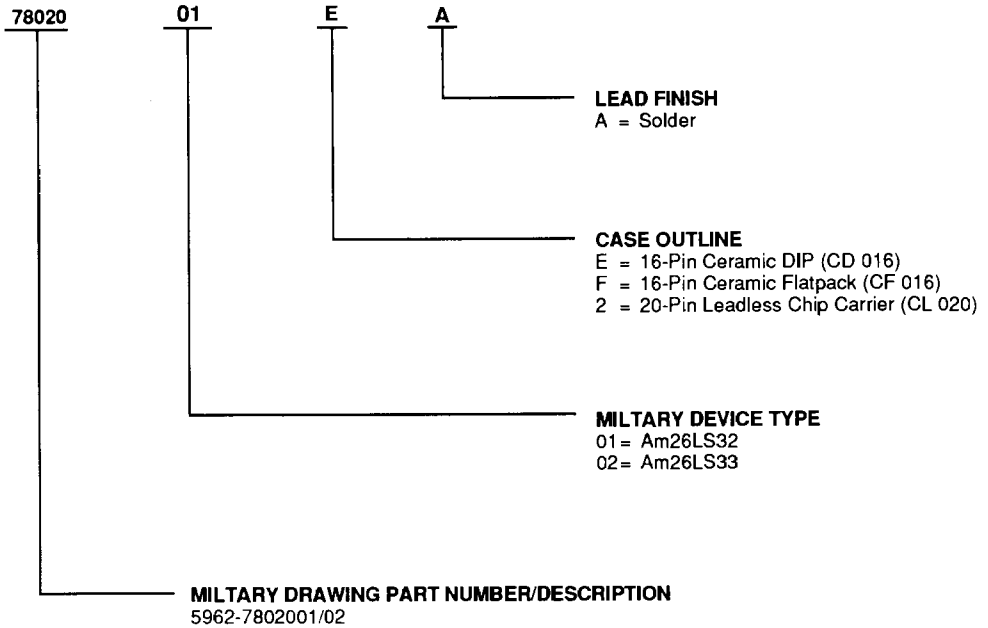 78020 01 E A
LEAD FINISH
A = Solder
CASE OUTLINE
E = 16-Pin Ceramic DIP (CD 016)
F = 16-Pin Ceramic Flatpack (CF 016)
2 = 20-Pin Leadless Chip Carrier (CL 020)
MILTARY DEVICE TYPE
01= Am26LS32
02= Am26LS33
MILTARY DRAWING PART NUMBER/DESCRIPTION
5962-7802001/02